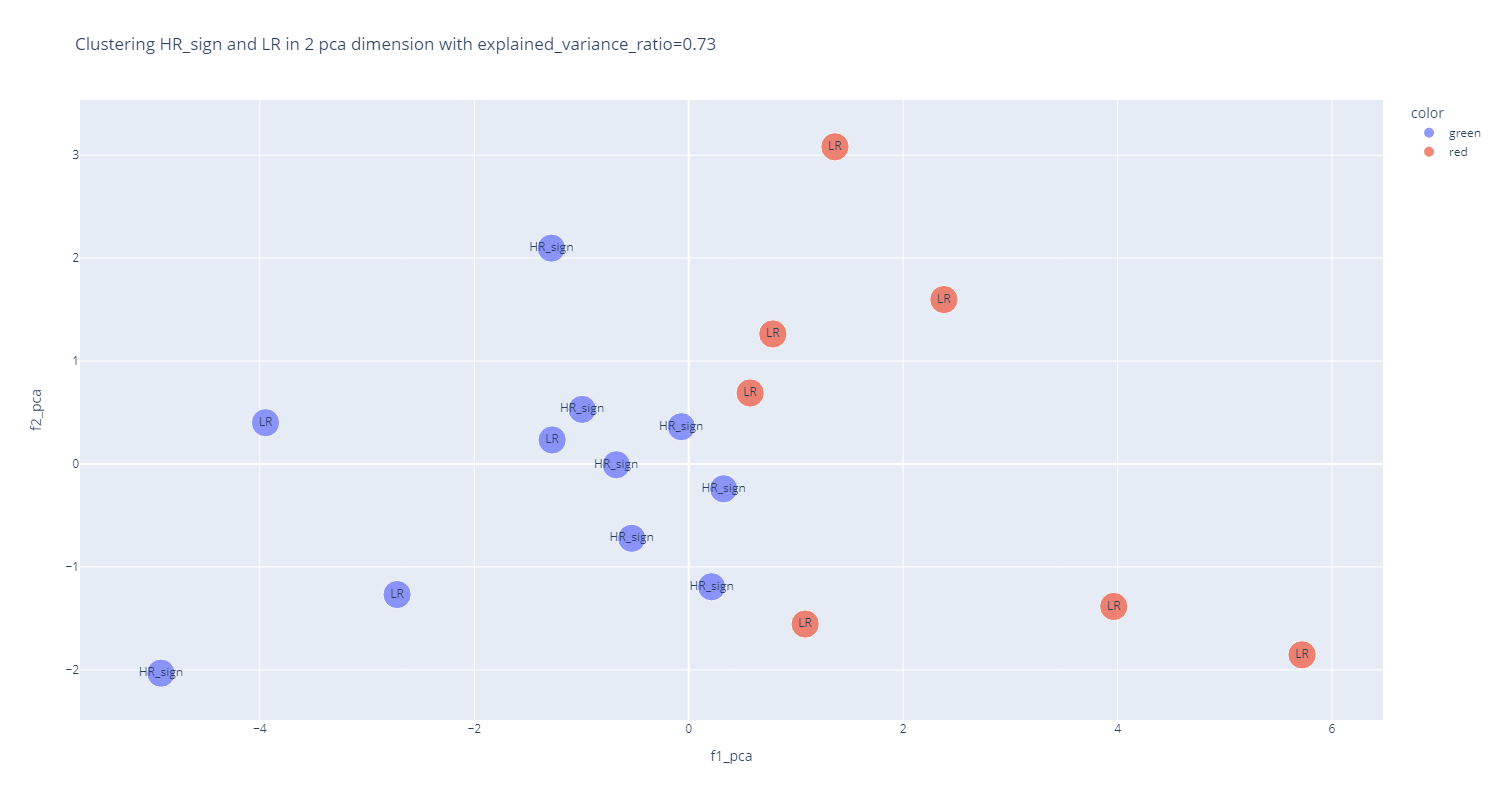 Clustering HR_sign and LR in 2 pca dimension with explained_variance_ratio=0.73
color
green
red
3
2
1
0
−1
−2
f2_pca
LR
HR_sign
LR
LR
LR
HR_sign
LR
HR_sign
LR
HR_sign
HR_sign
HR_sign
HR_sign
LR
LR
LR
LR
HR_sign
−4
−2
0
2
4
6
f1_pca